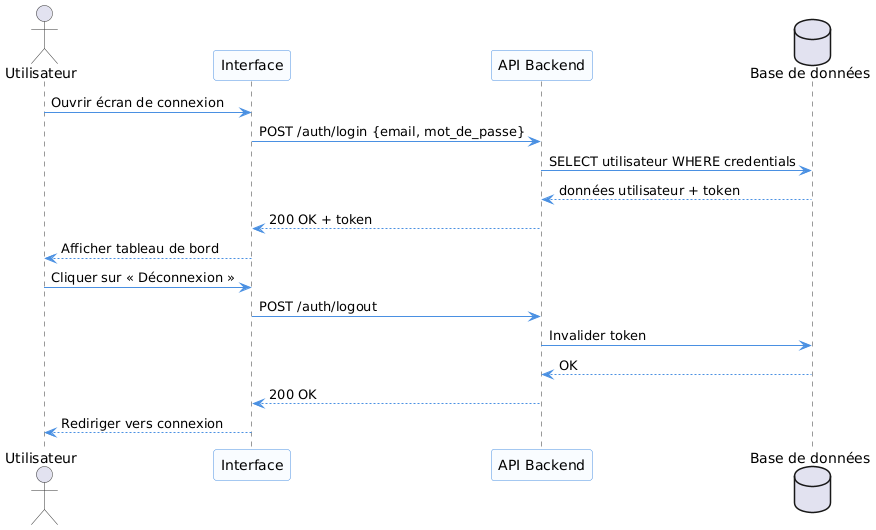 Utilisateur
Interface
API Backend
Base de données
Ouvrir écran de connexion
POST /auth/login {email, mot_de_passe}
SELECT utilisateur WHERE credentials
données utilisateur + token
200 OK + token
Afficher tableau de bord
Cliquer sur « Déconnexion »
POST /auth/logout
Invalider token
OK
200 OK
Rediriger vers connexion
Utilisateur
Interface
API Backend
Base de données